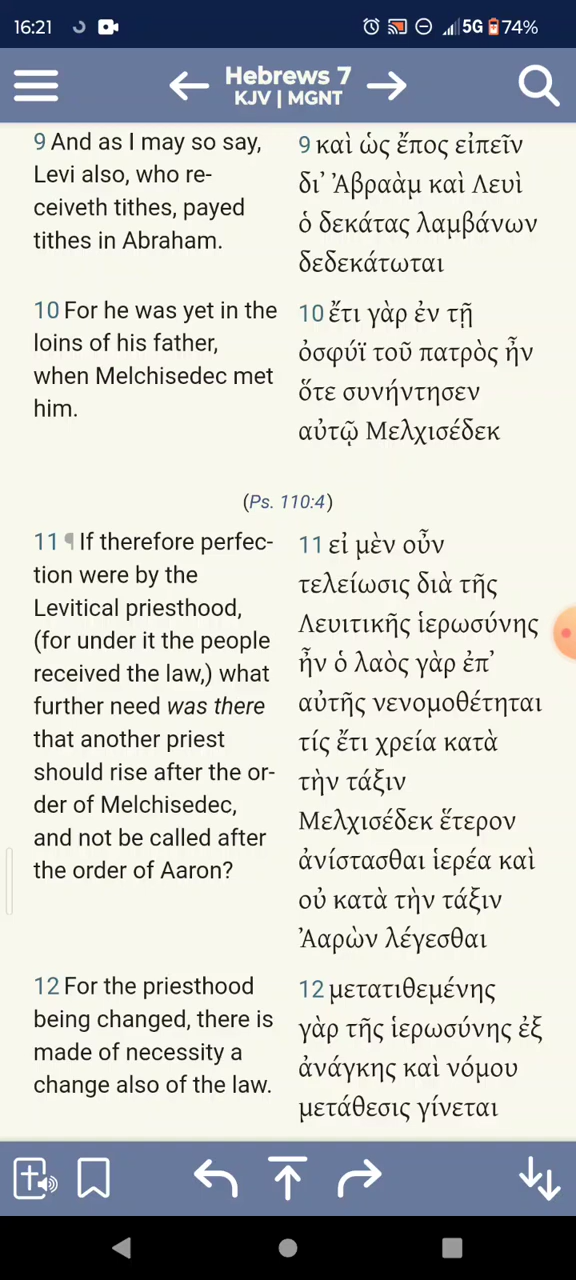 16:21
5G 74%
Hebrews 7
KJV | MGNT
9 And as I may so say,
Levi also, who re-
ceiveth tithes, payed
tithes in Abraham.
9 καὶ ὡς ἔπος εἰπεῖν
δι’ Ἀβραὰμ καὶ Λευὶ
ὁ δεκάτας λαμβάνων
δεδεκάτωται
10 For he was yet in the
loins of his father,
when Melchisedec met
him.
10 ἔτι γὰρ ἐν τῇ
ὀσφύϊ τοῦ πατρὸς ἦν
ὅτε συνήντησεν
αὐτῷ Μελχισέδεκ
(Ps. 110:4)
11 ¶ If therefore perfec-
tion were by the
Levitical priesthood,
(for under it the people
received the law,) what
further need was there
that another priest
should rise after the or-
der of Melchisedec,
and not be called after
the order of Aaron?
11 εἰ μὲν οὖν
τελείωσις διὰ τῆς
Λευιτικῆς ἱερωσύνης
ἦν ὁ λαὸς γὰρ ἐπ’
αὐτῆς νενομοθέτηται
τίς ἔτι χρεία κατὰ
τὴν τάξιν
Μελχισέδεκ ἕτερον
ἀνίστασθαι ἱερέα καὶ
οὐ κατὰ τὴν τάξιν
Ἀαρὼν λέγεσθαι
12 For the priesthood
being changed, there is
made of necessity a
change also of the law.
12 μετατιθεμένης
γὰρ τῆς ἱερωσύνης ἐξ
ἀνάγκης καὶ νόμου
μετάθεσις γίνεται